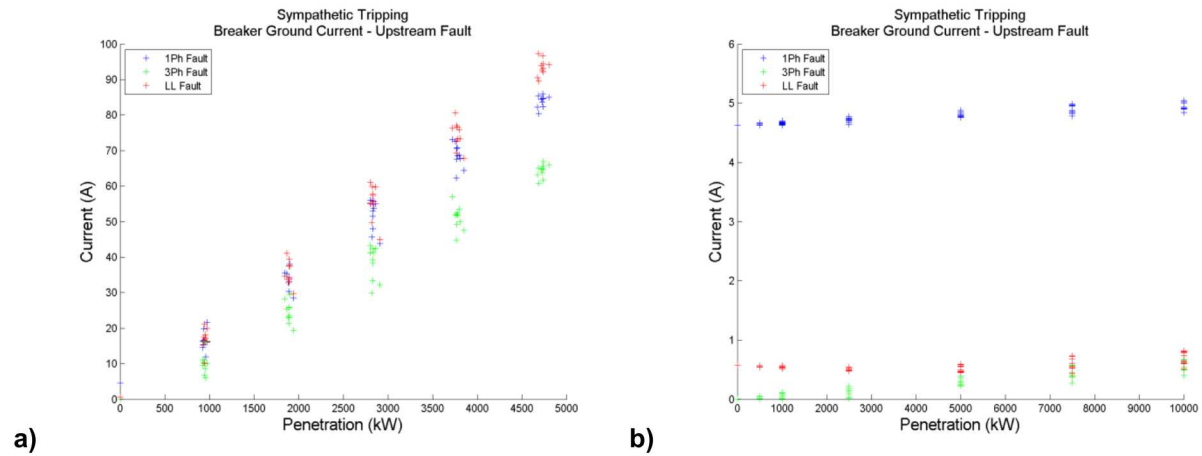 Sympathetic Tripping
Breaker Ground Current - Upstream Fault
100
90
80
70
60
50
40
30
20
10
0
Current (A)
1Ph Fault
3Ph Fault
LL Fault
0 500 1000 1500 2000 2500 3000 3500 4000 4500 5000
Penetration (kW)
a)
Sympathetic Tripping
Breaker Ground Current - Upstream Fault
6
5
4
3
2
1
0
Current (A)
1Ph Fault
3Ph Fault
LL Fault
0 1000 2000 3000 4000 5000 6000 7000 8000 9000 10000
Penetration (kW)
b)